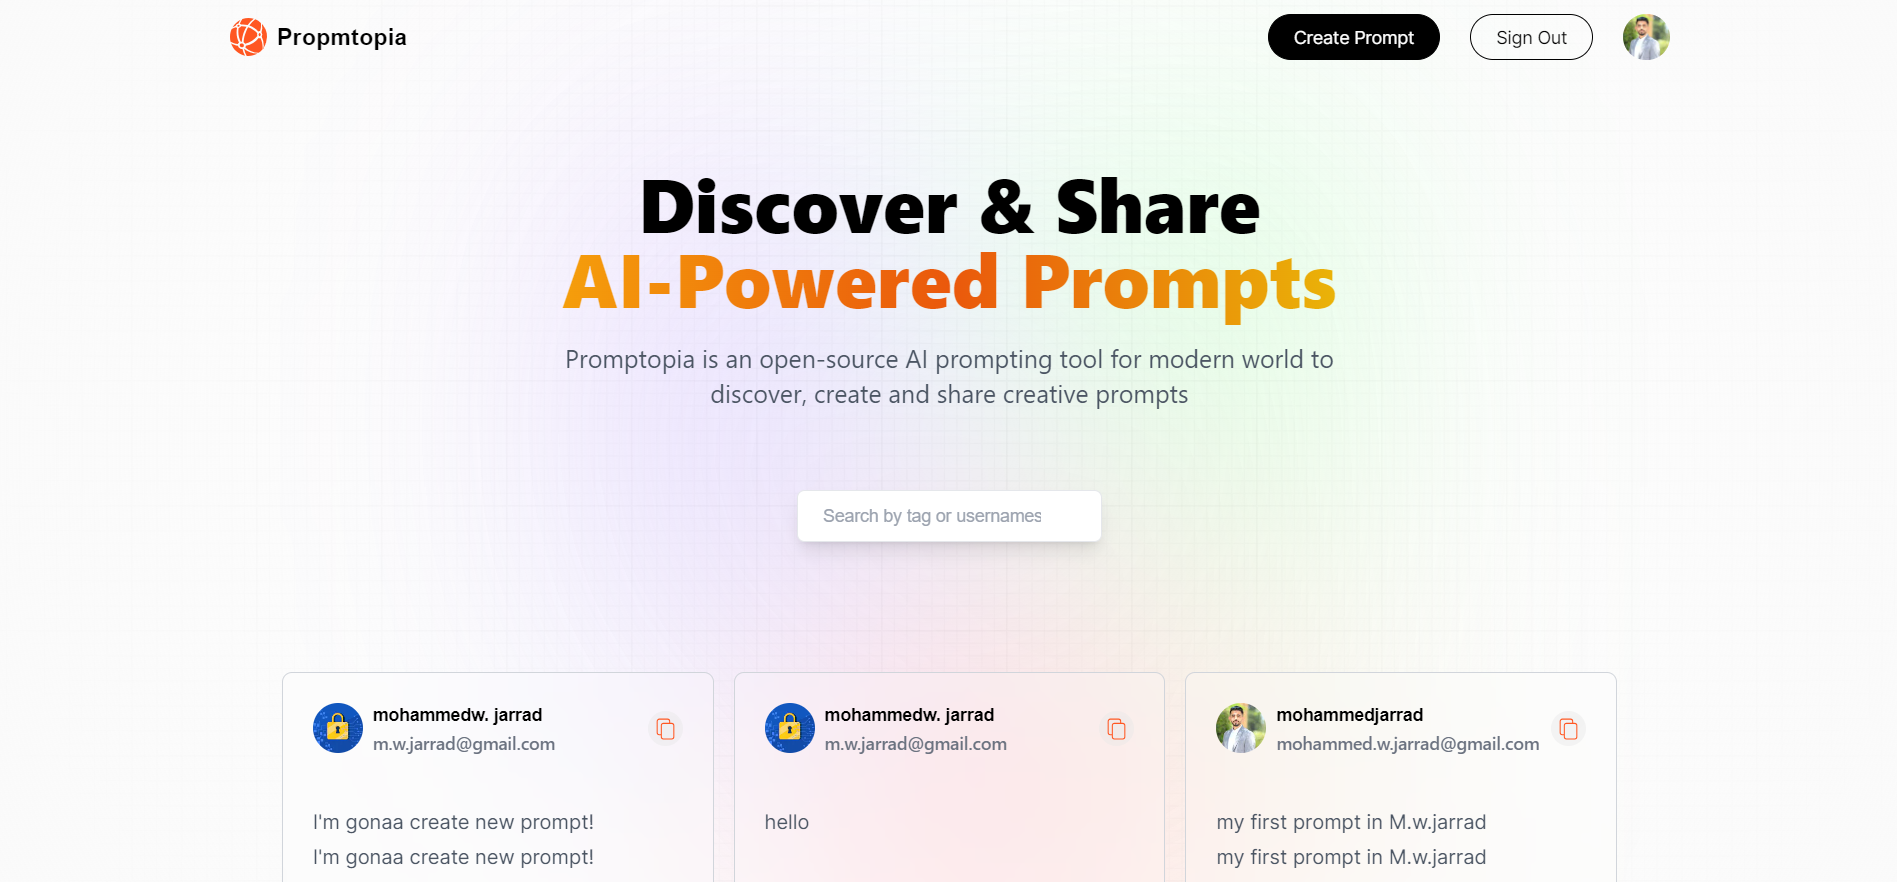 Propmtopia
Create Prompt
Sign Out
Discover & Share
AI-Powered Prompts
Promptopia is an open-source AI prompting tool for modern world to
discover, create and share creative prompts
Search by tag or usernames
mohammedw. jarrad
m.w.jarrad@gmail.com
I'm gonaa create new prompt!
I'm gonaa create new prompt!
mohammedw. jarrad
m.w.jarrad@gmail.com
hello
mohammedjarrad
mohammed.w.jarrad@gmail.com
my first prompt in M.w.jarrad
my first prompt in M.w.jarrad